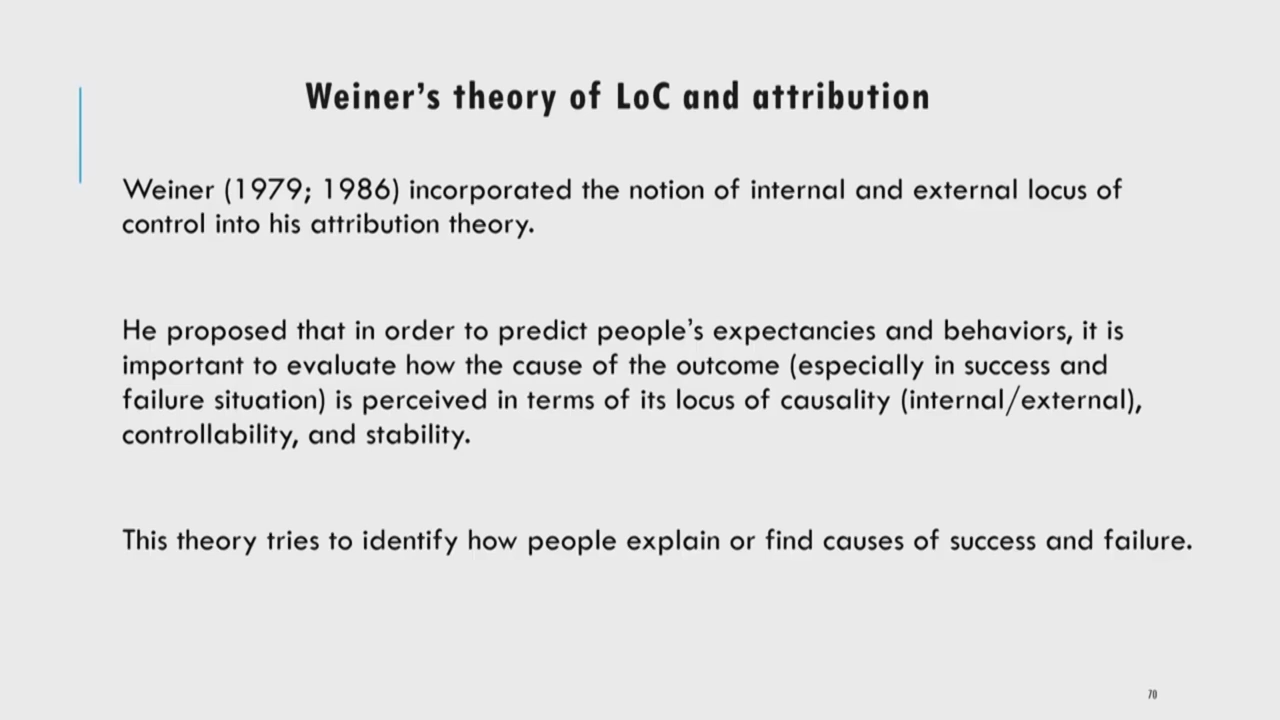 Weiner's theory of LoC and attribution
Weiner (1979; 1986) incorporated the notion of internal and external locus of
control into his attribution theory.
He proposed that in order to predict people's expectancies and behaviors, it is
important to evaluate how the cause of the outcome (especially in success and
failure situation) is perceived in terms of its locus of causality (internal/external),
controllability, and stability.
This theory tries to identify how people explain or find causes of success and failure.
70